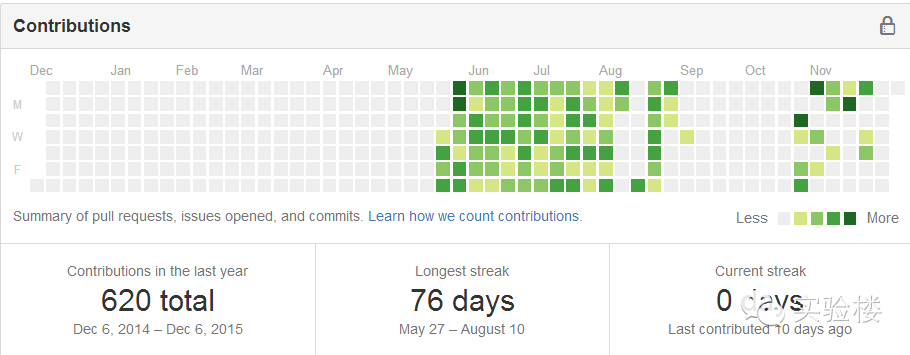 Contributions
Dec Jan Feb Mar Apr May Jun Jul Aug Sep Oct Nov
M
W
F
Summary of pull requests, issues opened, and commits. Learn how we count contributions.
Less More
Contributions in the last year
620 total
Dec 6, 2014 – Dec 6, 2015
Longest streak
76 days
May 27 – August 10
Current streak
0 days
Last contributed 10 days ago
实验楼